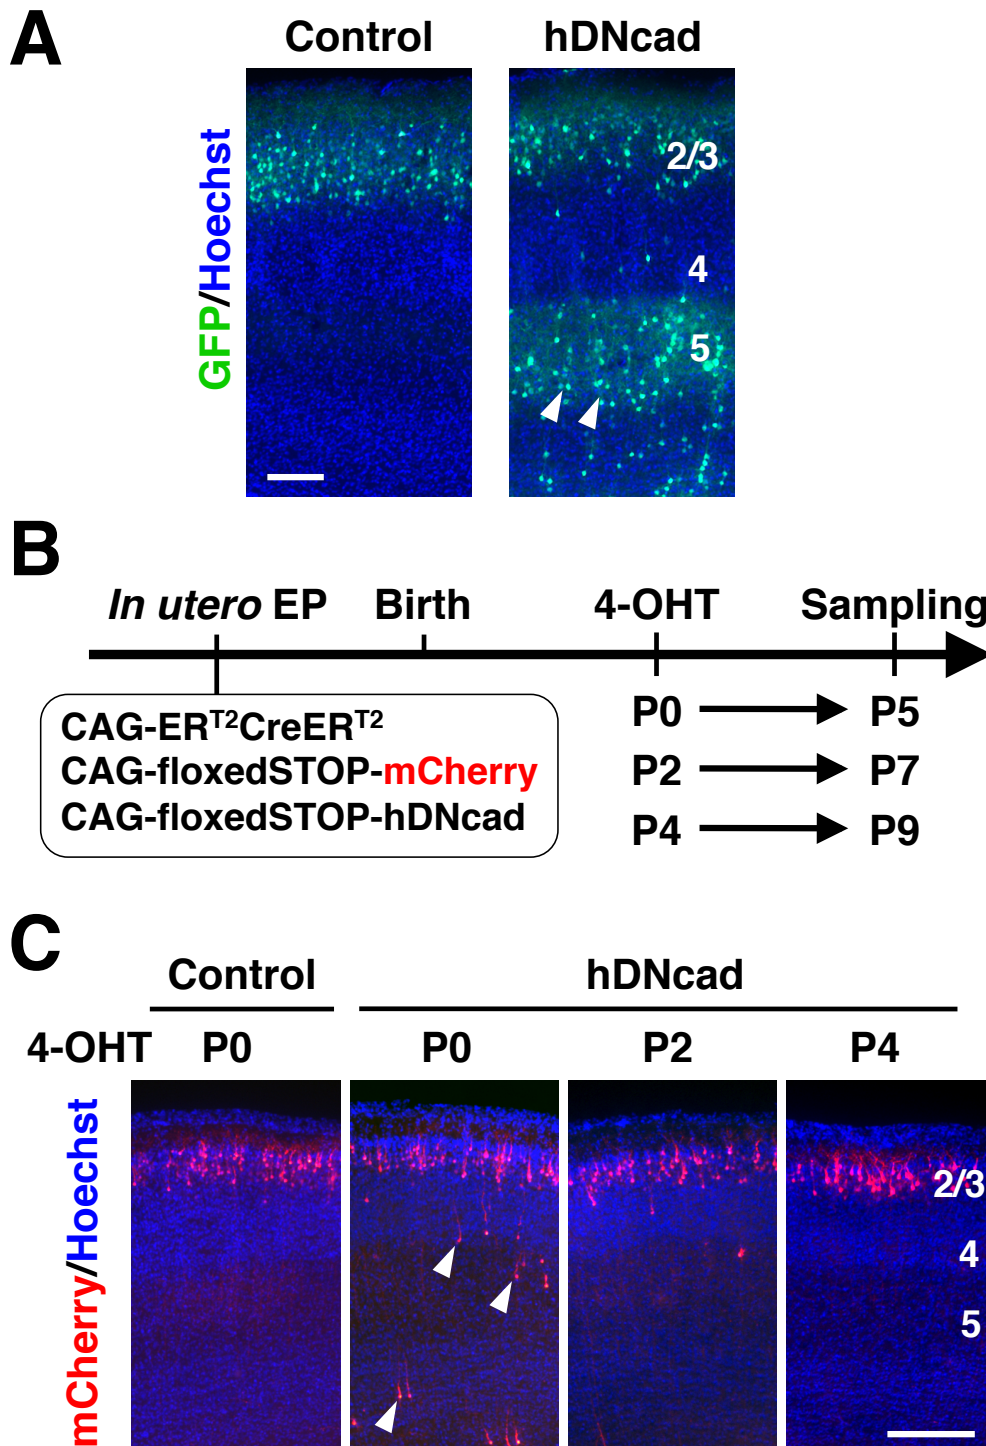 A
Control hDNcad
GFP/Hoechst
2/3
4
5
B
In utero EP Birth 4-OHT Sampling
CAG-ERT2CreERT2
CAG-floxedSTOP-mCherry
CAG-floxedSTOP-hDNcad
P0 P5
P2 P7
P4 P9
C
Control hDNcad
4-OHT P0 P0 P2 P4
mCherry/Hoechst
2/3
4
5